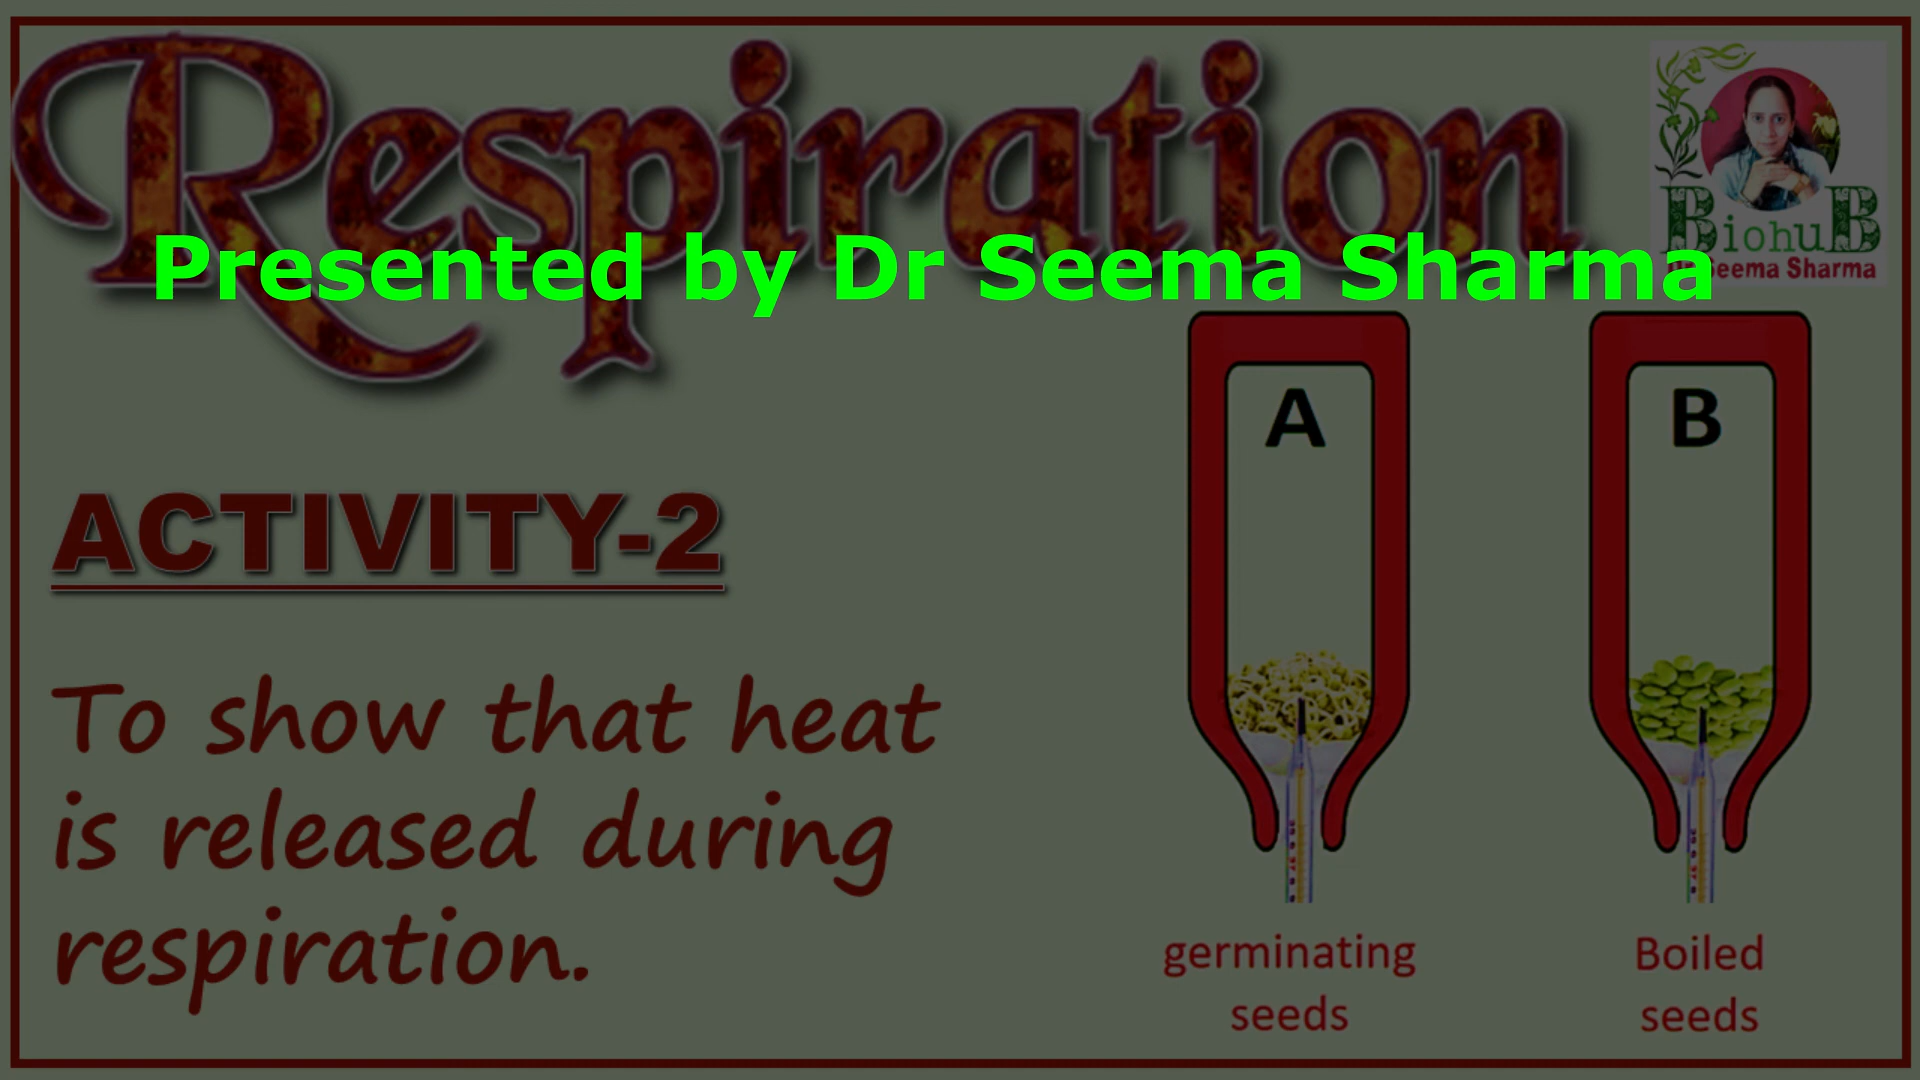 Respiration
BiohuB
Seema Sharma
Presented by Dr Seema Sharma
A
B
ACTIVITY-2
To show that heat
is released during
respiration.
germinating
seeds
Boiled
seeds